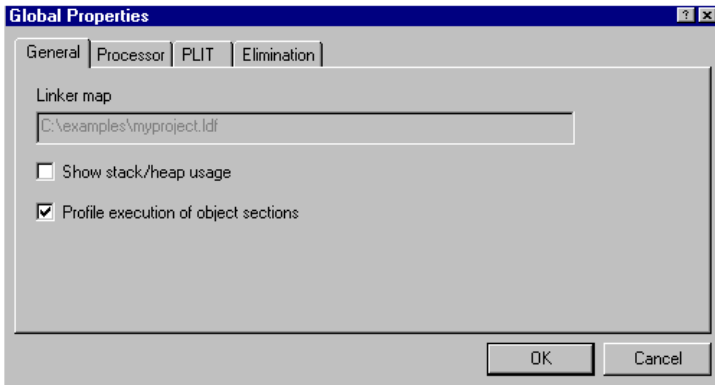 Global Properties
General Processor PLIT Elimination
Linker map
C:\examples\myproject.ldf
Show stack/heap usage
Profile execution of object sections
OK Cancel